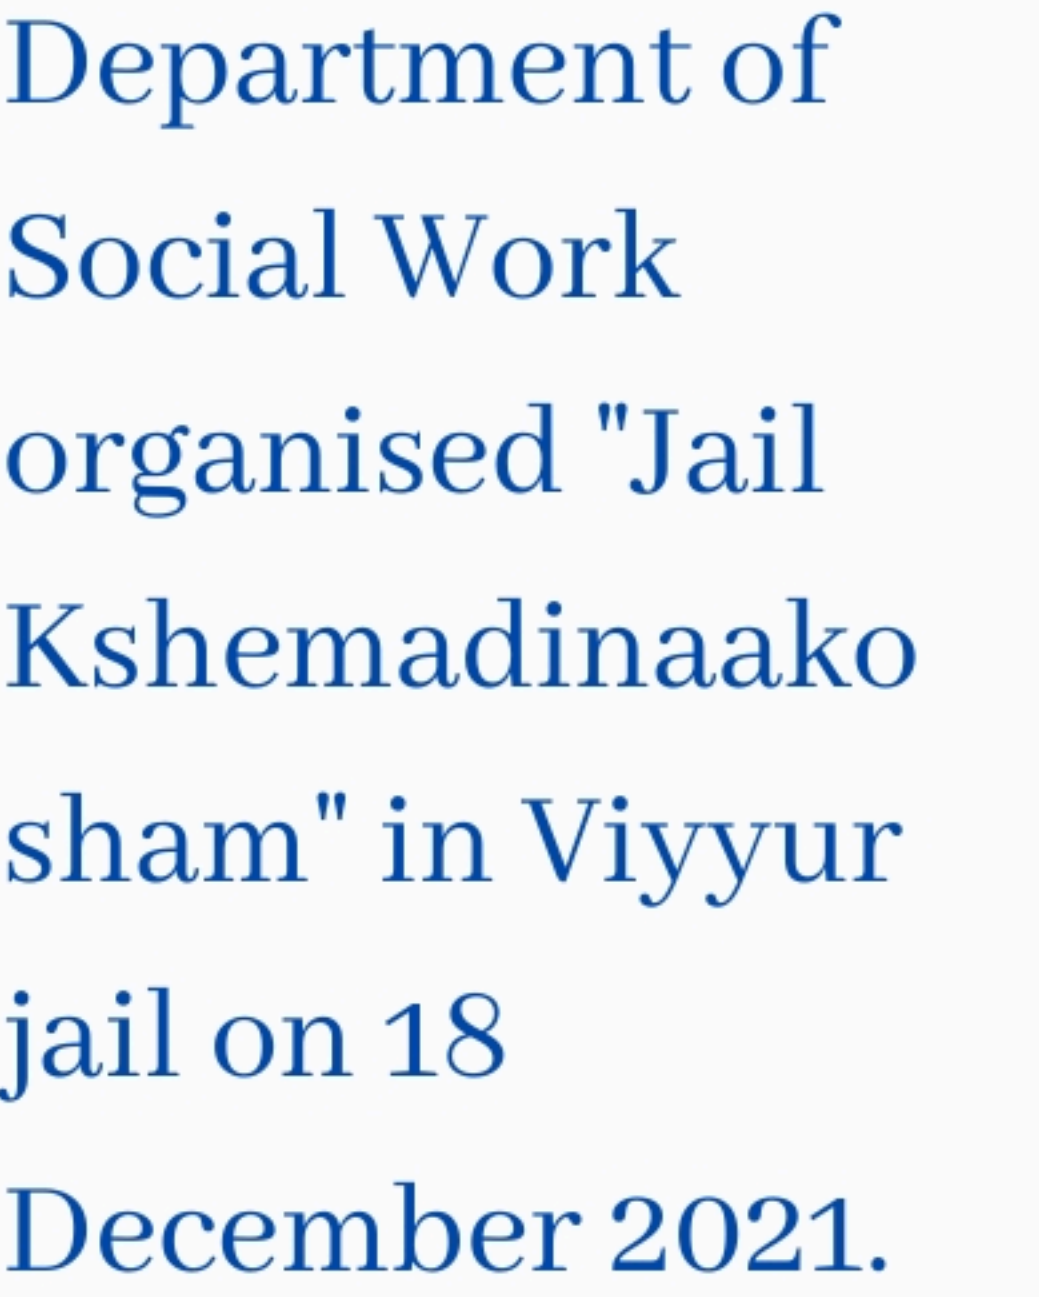 Department of
Social Work
organised "Jail
Kshemadinaako
sham" in Viyyur
jail on 18
December 2021.